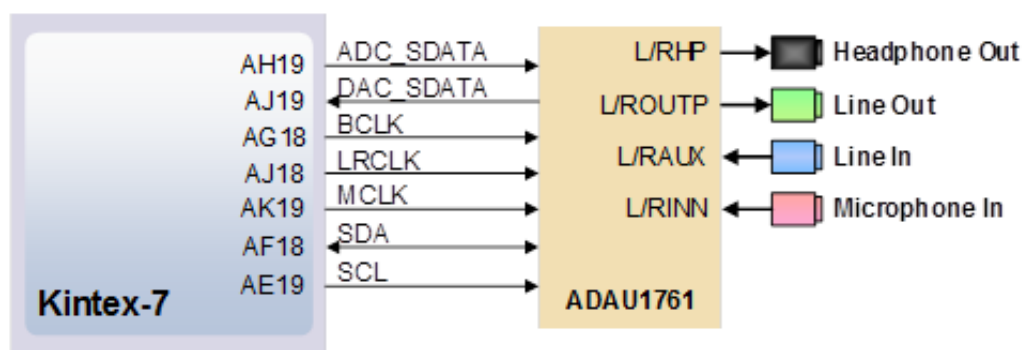 AH19 ADC_SDATA L/RHP Headphone Out
AJ19 DAC_SDATA L/ROUTP Line Out
AG18 BCLK
AJ18 LRCLK L/RAUX Line In
AK19 MCLK L/RINN Microphone In
AF18 SDA
AE19 SCL
Kintex-7 ADAU1761